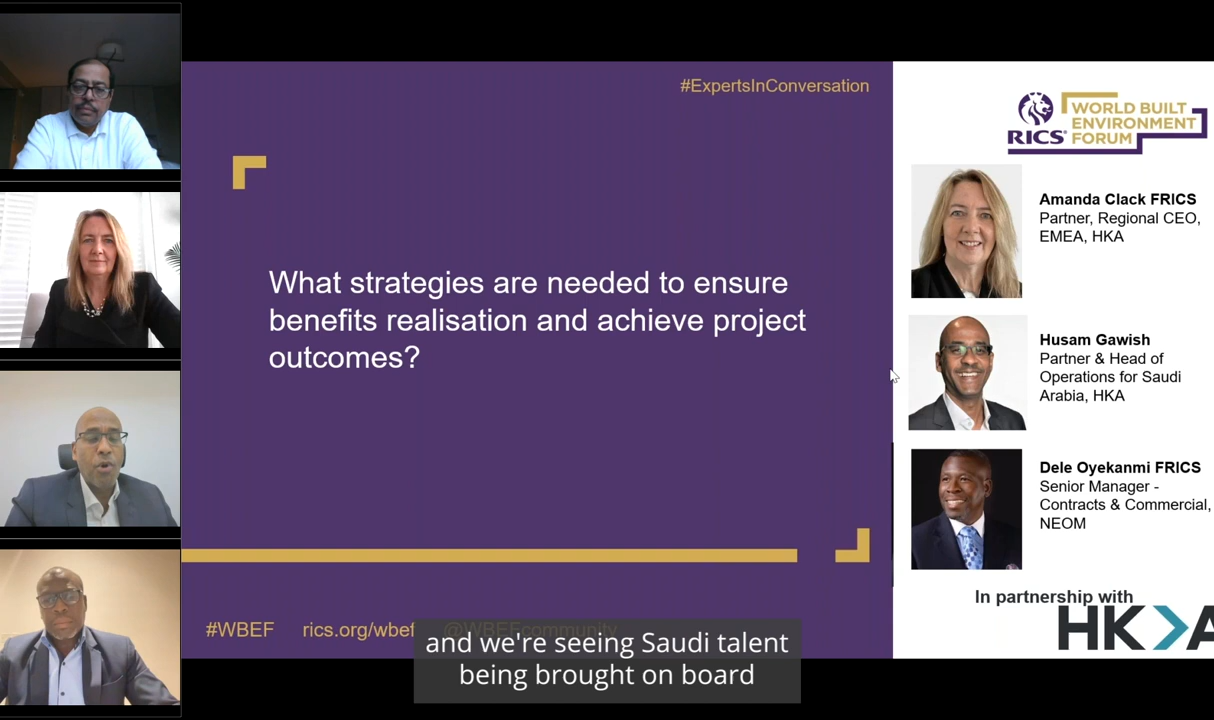 #ExpertsInConversation
What strategies are needed to ensure
benefits realisation and achieve project
outcomes?
#WBEF
rics.org/wbef
@WBEFcommunity
and we're seeing Saudi talent
being brought on board
RICS
WORLD BUILT
ENVIRONMENT
FORUM
Amanda Clack FRICS
Partner, Regional CEO,
EMEA, HKA
Husam Gawish
Partner & Head of
Operations for Saudi
Arabia, HKA
Dele Oyekanmi FRICS
Senior Manager -
Contracts & Commercial,
NEOM
In partnership with
HKA